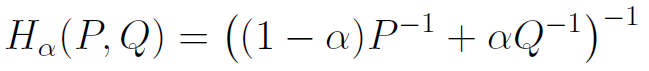 H_α(P, Q) = ((1 − α)P^{−1} + αQ^{−1})^{−1}